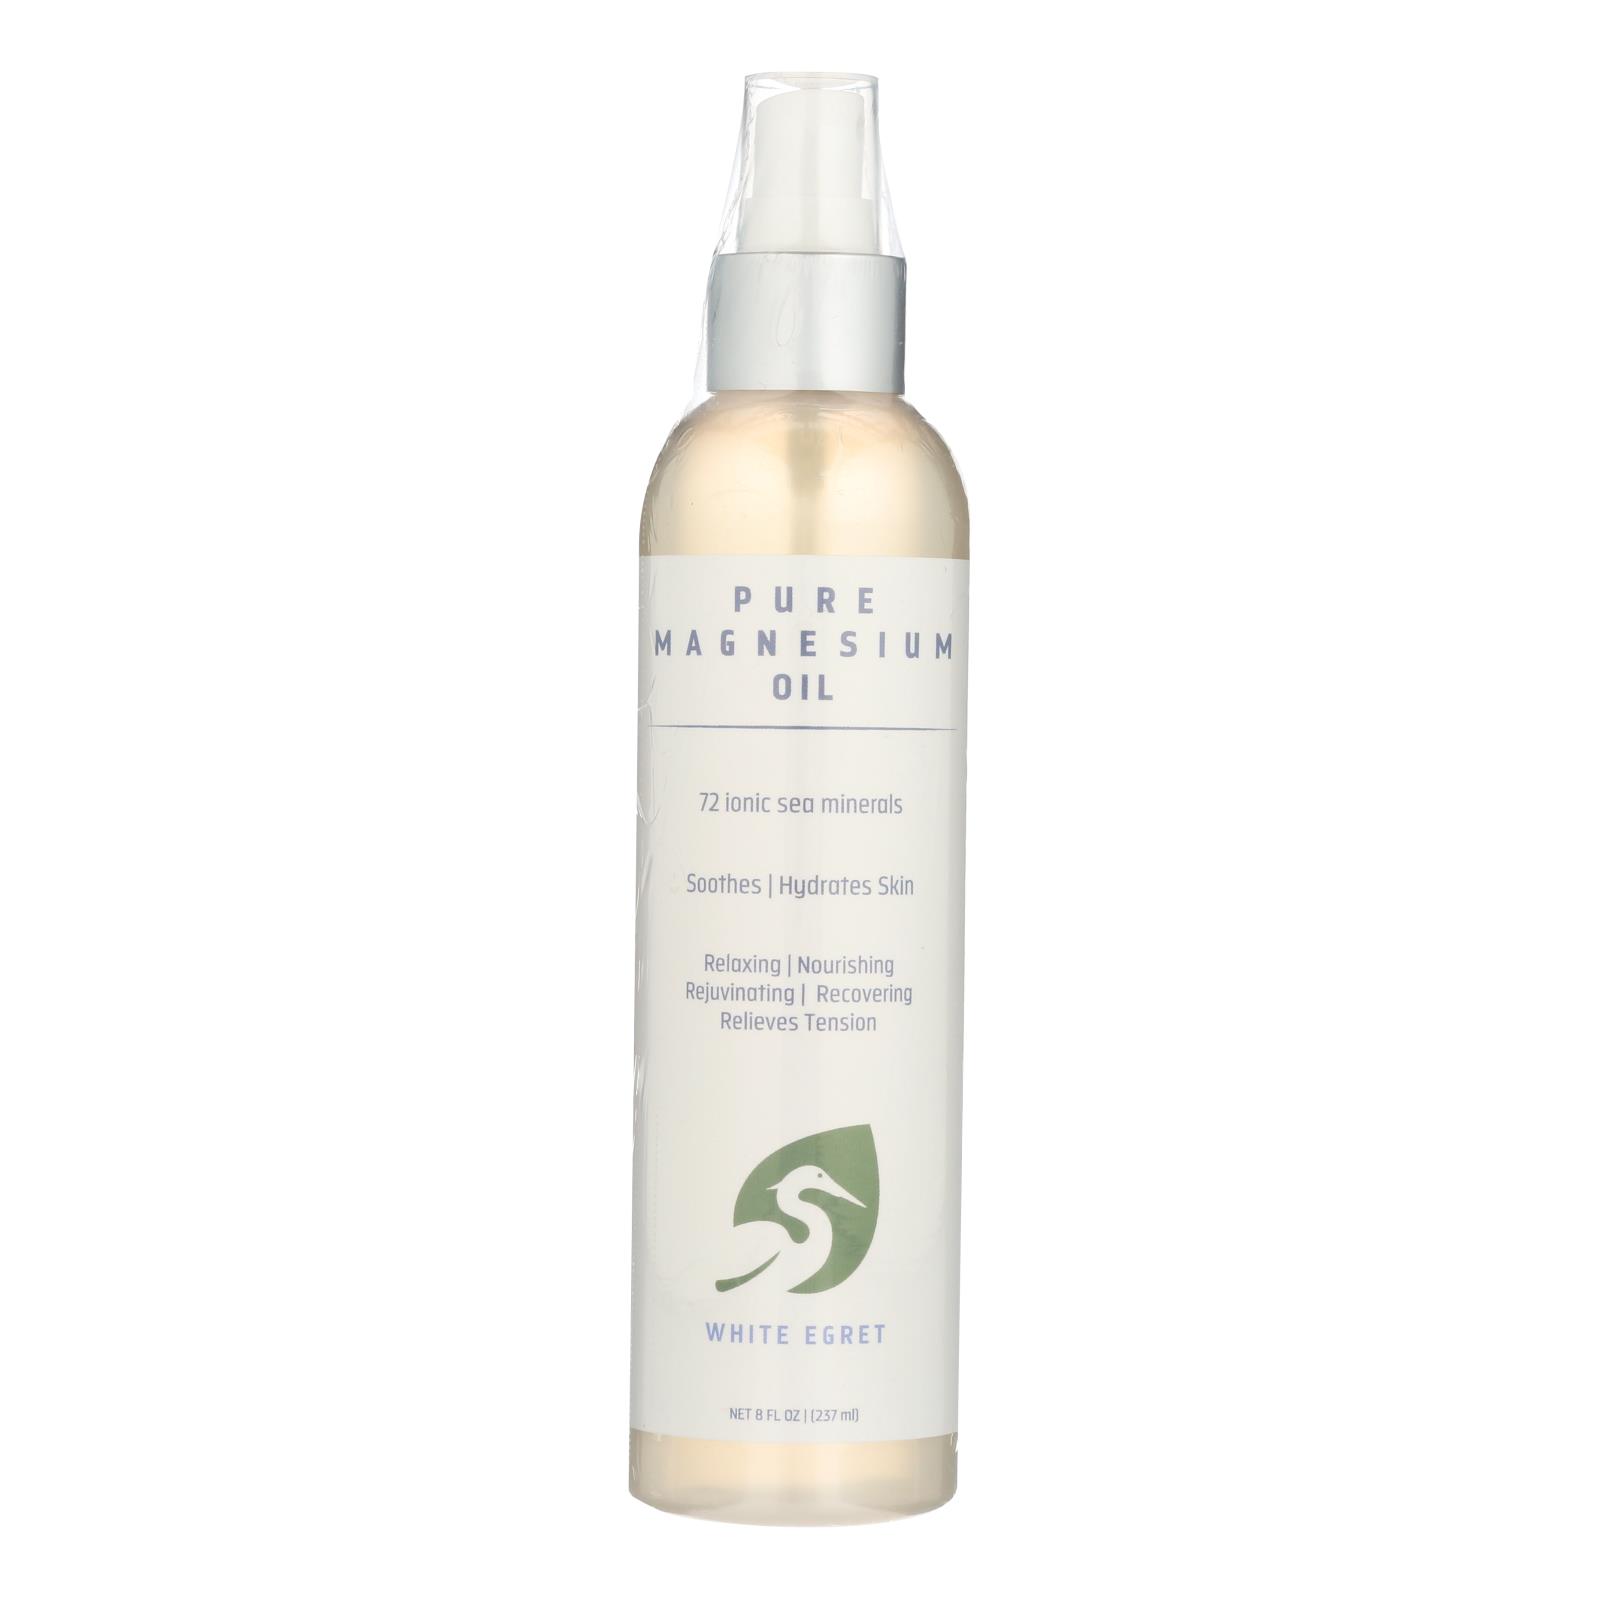 PURE
MAGNESIUM
OIL
72 ionic sea minerals
Soothes | Hydrates Skin
Relaxing | Nourishing
Rejuvinating | Recovering
Relieves Tension
WHITE EGRET
NET 8 FL OZ | (237 ml)